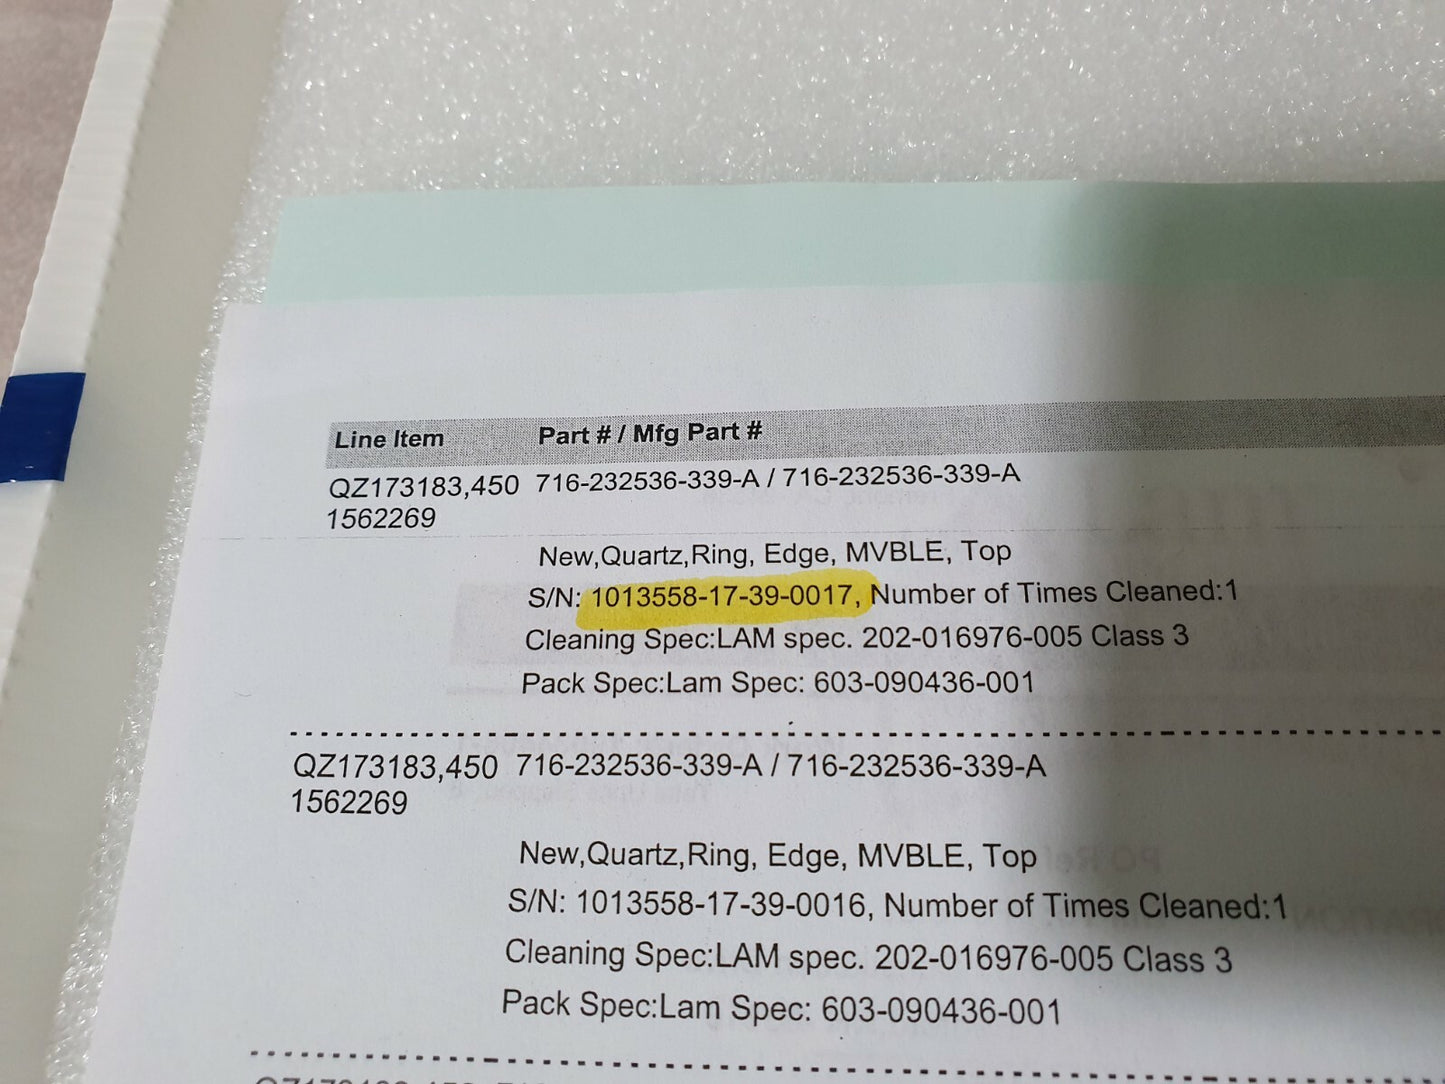 Line Item Part # / Mfg Part #
QZ173183,450 716-232536-339-A / 716-232536-339-A
1562269
New,Quartz,Ring, Edge, MVBLE, Top
S/N: 1013558-17-39-0017, Number of Times Cleaned:1
Cleaning Spec:LAM spec. 202-016976-005 Class 3
Pack Spec:Lam Spec: 603-090436-001
QZ173183,450 716-232536-339-A / 716-232536-339-A
1562269
New,Quartz,Ring, Edge, MVBLE, Top
S/N: 1013558-17-39-0016, Number of Times Cleaned:1
Cleaning Spec:LAM spec. 202-016976-005 Class 3
Pack Spec:Lam Spec: 603-090436-001